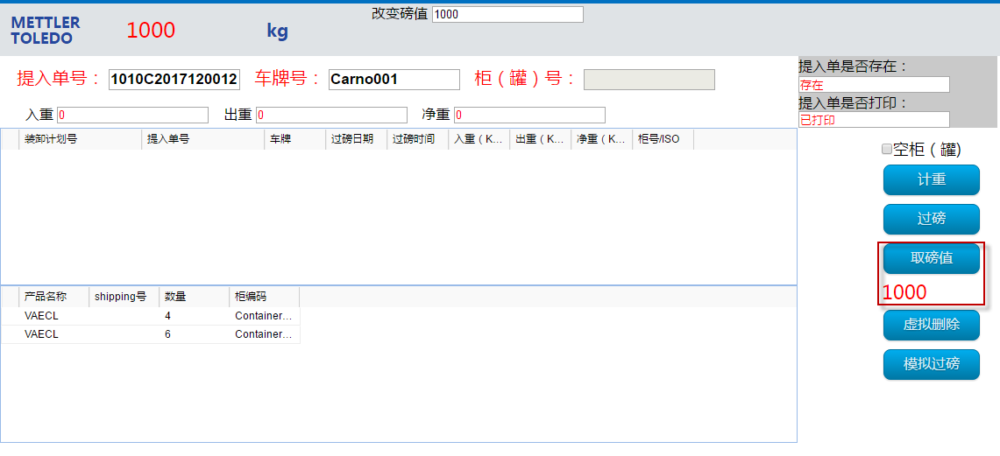 改变磅值 1000
METTLER TOLEDO 1000 kg
提入单号： 1010C2017120012 车牌号： Carno001 柜（罐）号：
提入单是否存在：
存在
提入单是否打印：
已打印
入重 0 出重 0 净重 0
装卸计划号 提入单号 车牌 过磅日期 过磅时间 入重（K... 出重（K... 净重（K... 柜号/ISO
空柜（罐)
计重
过磅
取磅值
1000
虚拟删除
模拟过磅
产品名称 shipping号 数量 柜编码
VAECL 4 Container...
VAECL 6 Container...